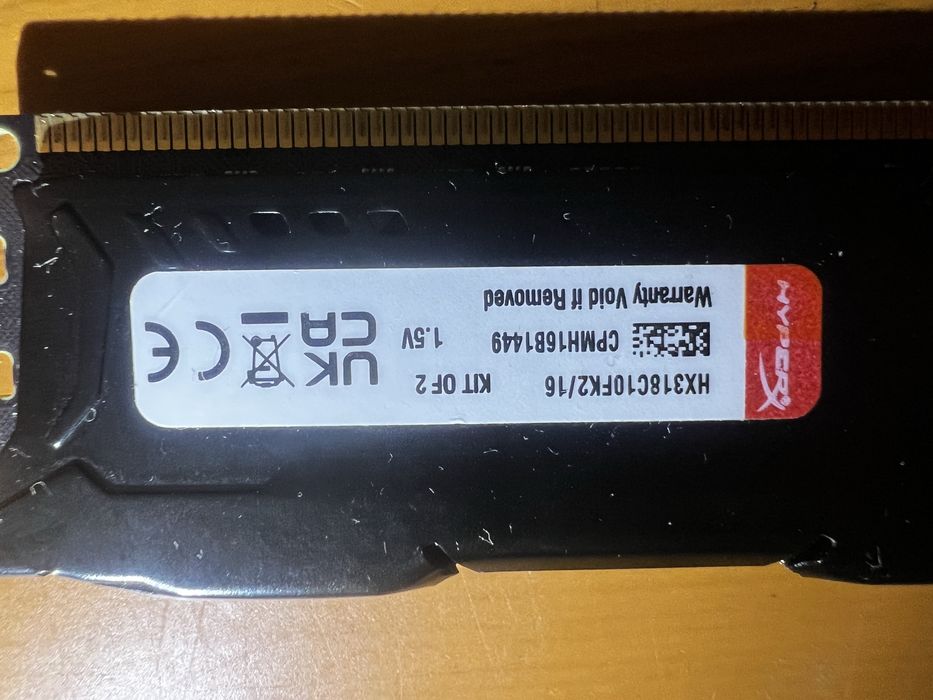 HYPERX
HX318C10FK2/16 KIT OF 2
CPMH16B1449 1.5V
Warranty Void if Removed
UK
CA
CE